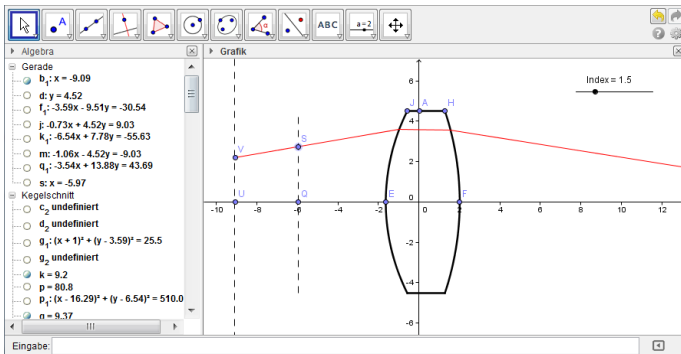 A
α
ABC
a=2
Algebra
Grafik
Gerade
b₁: x = -9.09
d: y = 4.52
f₁: -3.59x - 9.51y = -30.54
j: -0.73x + 4.52y = 9.03
k₁: -6.54x + 7.78y = -55.63
m: -1.06x - 4.52y = -9.03
q₁: -3.54x + 13.88y = 43.69
s: x = -5.97
Kegelschnitt
c₂ undefiniert
d₂ undefiniert
g₁: (x + 1)² + (y - 3.59)² = 25.5
g₂ undefiniert
k = 9.2
p = 80.8
p₁: (x - 16.29)² + (y - 6.54)² = 510.0
q = 9.37
Index = 1.5
J A H
V S
U Q E F
6
4
2
0
-10 -8 -6 -4 -2 0 2 4 6 8 10 12
-2
-4
-6
Eingabe: